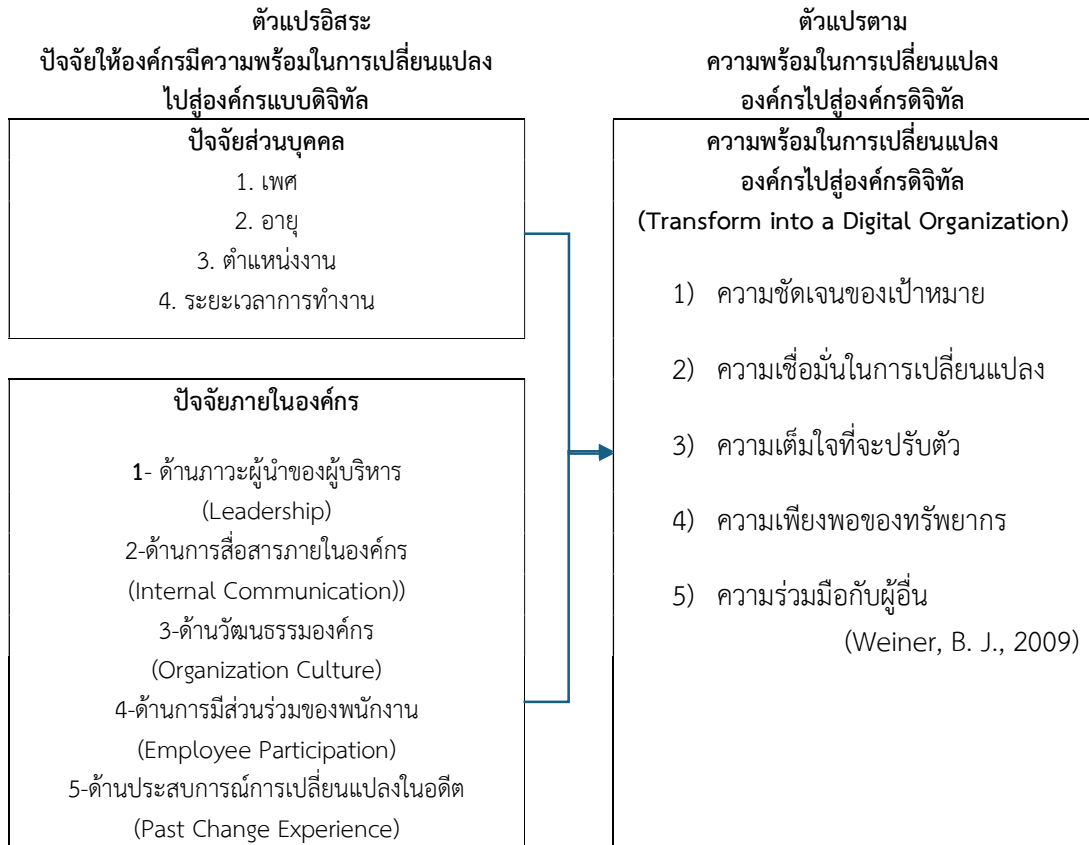 ตัวแปรอิสระ
ปัจจัยให้องค์กรมีความพร้อมในการเปลี่ยนแปลง
ไปสู่องค์กรแบบดิจิทัล
ปัจจัยส่วนบุคคล
1. เพศ
2. อายุ
3. ตำแหน่งงาน
4. ระยะเวลาการทำงาน
ปัจจัยภายในองค์กร
1- ด้านภาวะผู้นำของผู้บริหาร
(Leadership)
2-ด้านการสื่อสารภายในองค์กร
(Internal Communication))
3-ด้านวัฒนธรรมองค์กร
(Organization Culture)
4-ด้านการมีส่วนร่วมของพนักงาน
(Employee Participation)
5-ด้านประสบการณ์การเปลี่ยนแปลงในอดีต
(Past Change Experience)
ตัวแปรตาม
ความพร้อมในการเปลี่ยนแปลง
องค์กรไปสู่องค์กรดิจิทัล
ความพร้อมในการเปลี่ยนแปลง
องค์กรไปสู่องค์กรดิจิทัล
(Transform into a Digital Organization)
1) ความชัดเจนของเป้าหมาย
2) ความเชื่อมั่นในการเปลี่ยนแปลง
3) ความเต็มใจที่จะปรับตัว
4) ความเพียงพอของทรัพยากร
5) ความร่วมมือกับผู้อื่น
(Weiner, B. J., 2009)